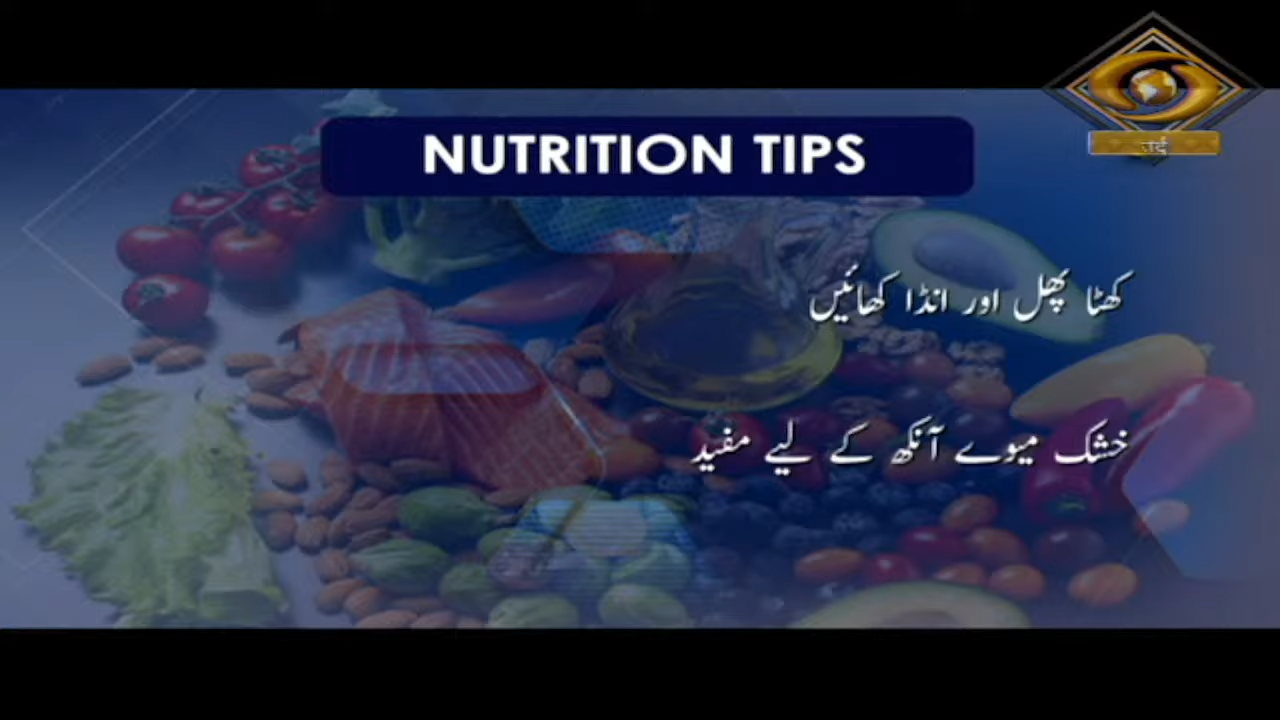 NUTRITION TIPS
کھٹا پھل اور انڈا کھائیں
خشک میوے آنکھ کے لیے مفید